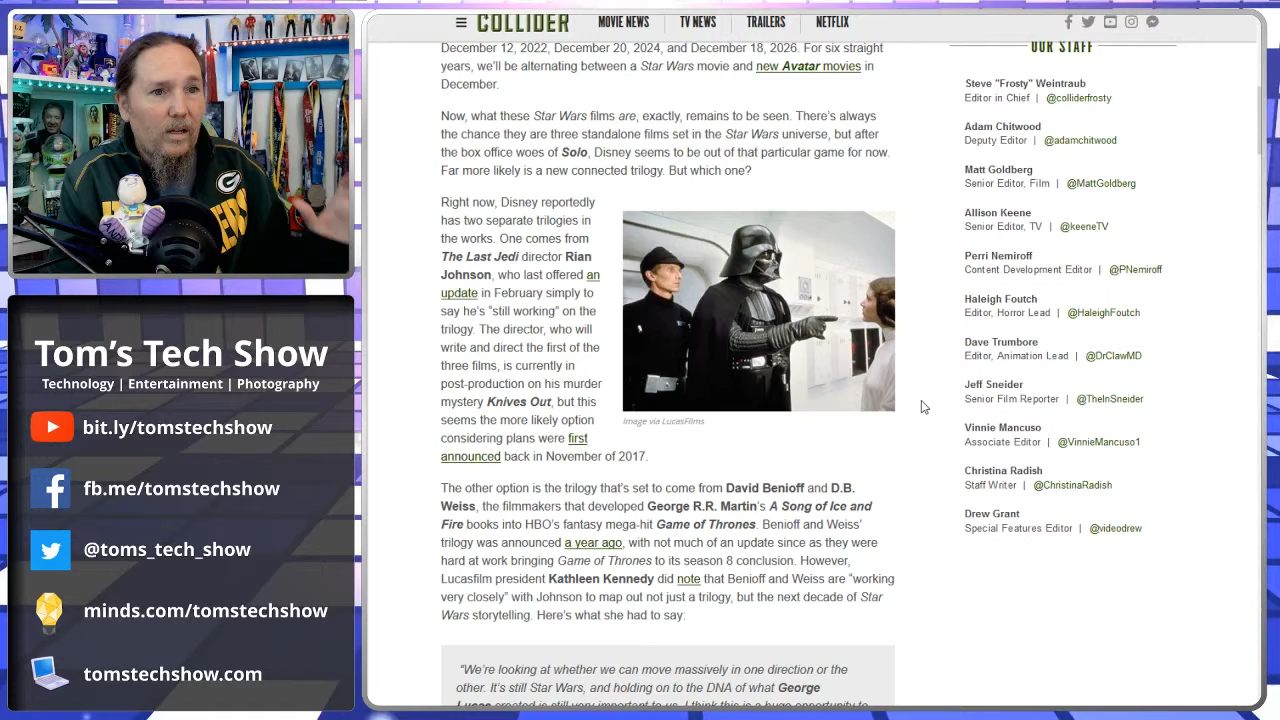 COLLIDER
MOVIE NEWS
TV NEWS
TRAILERS
NETFLIX
December 12, 2022, December 20, 2024, and December 18, 2026. For six straight
years, we'll be alternating between a Star Wars movie and new Avatar movies in
December.
Now, what these Star Wars films are, exactly, remains to be seen. There's always
the chance they are three standalone films set in the Star Wars universe, but after
the box office woes of Solo, Disney seems to be out of that particular game for now.
Far more likely is a new connected trilogy. But which one?
Right now, Disney reportedly
has two separate trilogies in
the works. One comes from
The Last Jedi director Rian
Johnson, who last offered an
update in February simply to
say he's "still working" on the
trilogy. The director, who will
write and direct the first of the
three films, is currently in
post-production on his murder
mystery Knives Out, but this
seems the more likely option
considering plans were first
announced back in November of 2017.
Image via LucasFilms
The other option is the trilogy that's set to come from David Benioff and D.B.
Weiss, the filmmakers that developed George R.R. Martin's A Song of Ice and
Fire books into HBO's fantasy mega-hit Game of Thrones. Benioff and Weiss'
trilogy was announced a year ago, with not much of an update since as they were
hard at work bringing Game of Thrones to its season 8 conclusion. However,
Lucasfilm president Kathleen Kennedy did note that Benioff and Weiss are "working
very closely" with Johnson to map out not just a trilogy, but the next decade of Star
Wars storytelling. Here's what she had to say:
"We're looking at whether we can move massively in one direction or the
other. It's still Star Wars, and holding on to the DNA of what George
Lucas created is still very important to us. I think this is a huge opportunity to
OUR STAFF
Steve "Frosty" Weintraub
Editor in Chief | @colliderfrosty
Adam Chitwood
Deputy Editor | @adamchitwood
Matt Goldberg
Senior Editor, Film | @MattGoldberg
Allison Keene
Senior Editor, TV | @keeneTV
Perri Nemiroff
Content Development Editor | @PNemiroff
Haleigh Foutch
Editor, Horror Lead | @HaleighFoutch
Dave Trumbore
Editor, Animation Lead | @DrClawMD
Jeff Sneider
Senior Film Reporter | @TheInSneider
Vinnie Mancuso
Associate Editor | @VinnieMancuso1
Christina Radish
Staff Writer | @ChristinaRadish
Drew Grant
Special Features Editor | @videodrew
G
ANDY
Tom's Tech Show
Technology | Entertainment | Photography
bit.ly/tomstechshow
fb.me/tomstechshow
@toms_tech_show
minds.com/tomstechshow
tomstechshow.com